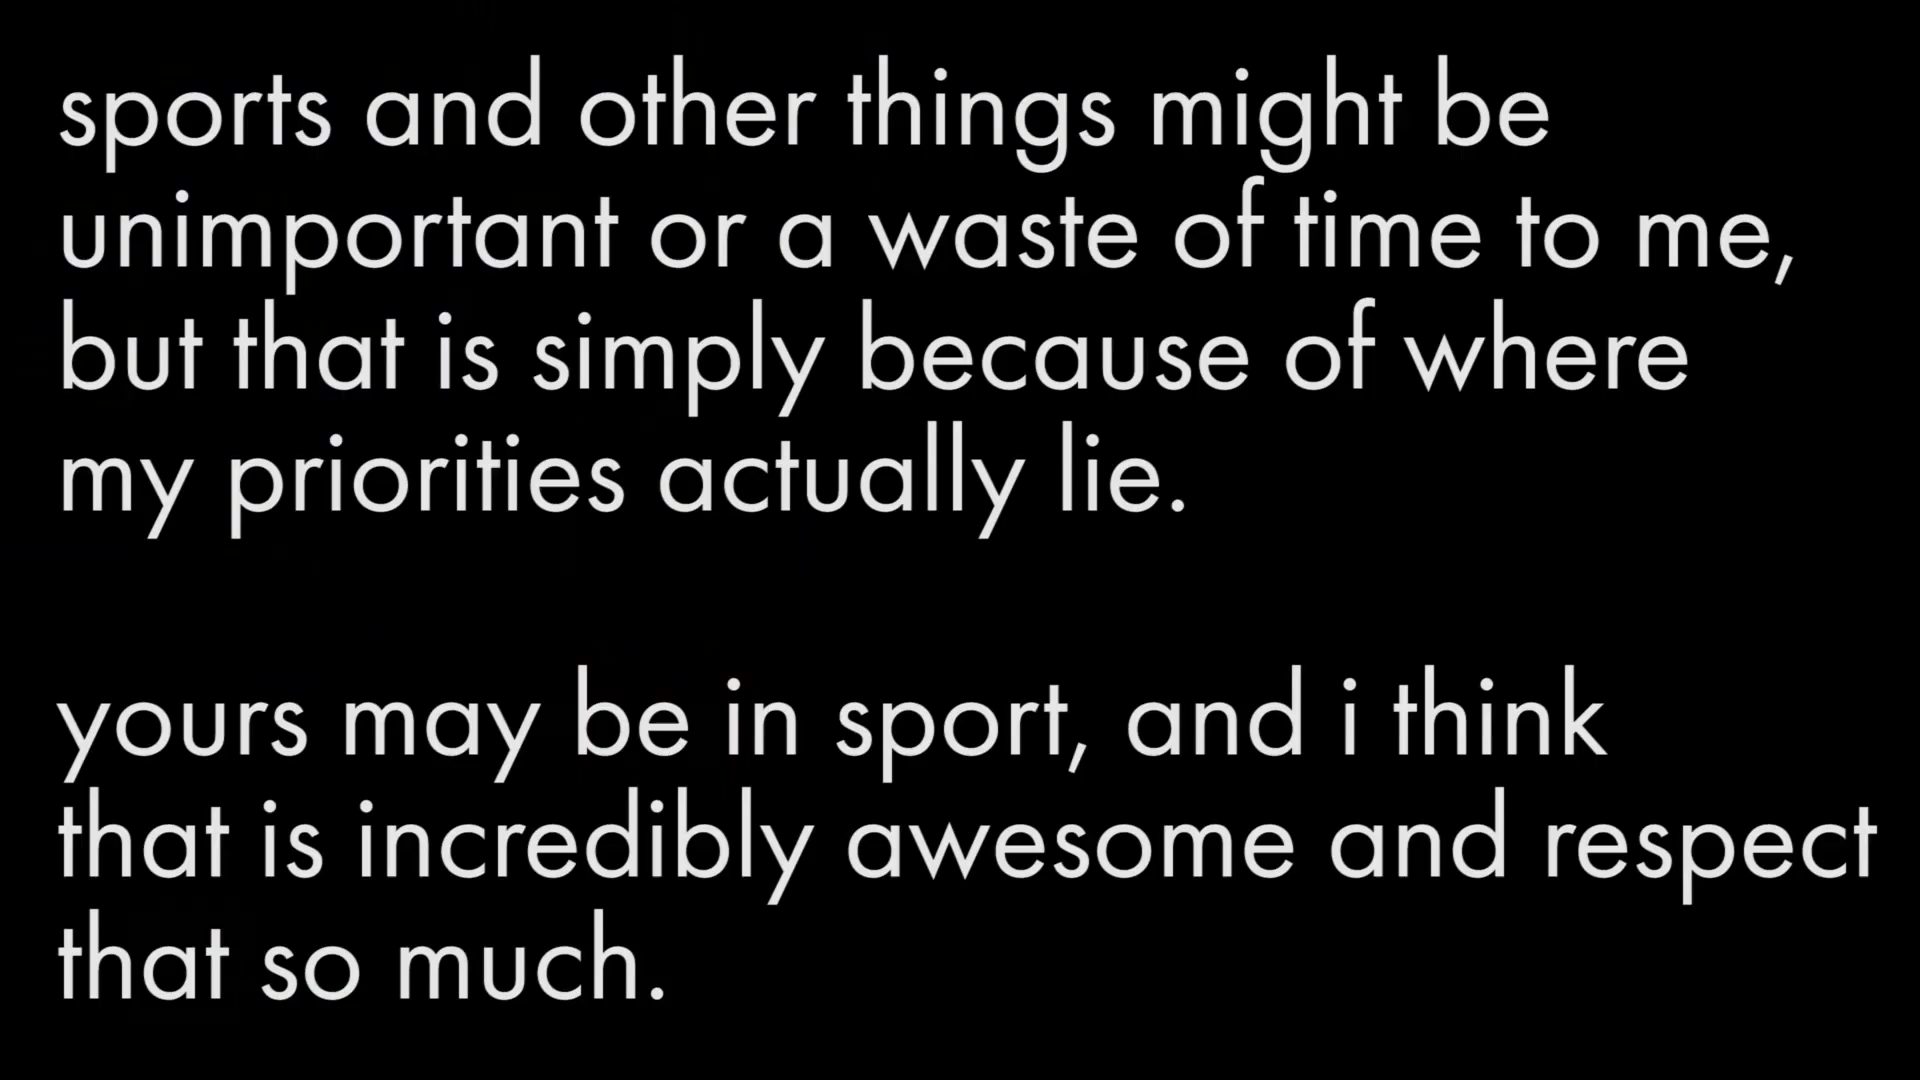 sports and other things might be
unimportant or a waste of time to me,
but that is simply because of where
my priorities actually lie.
yours may be in sport, and i think
that is incredibly awesome and respect
that so much.